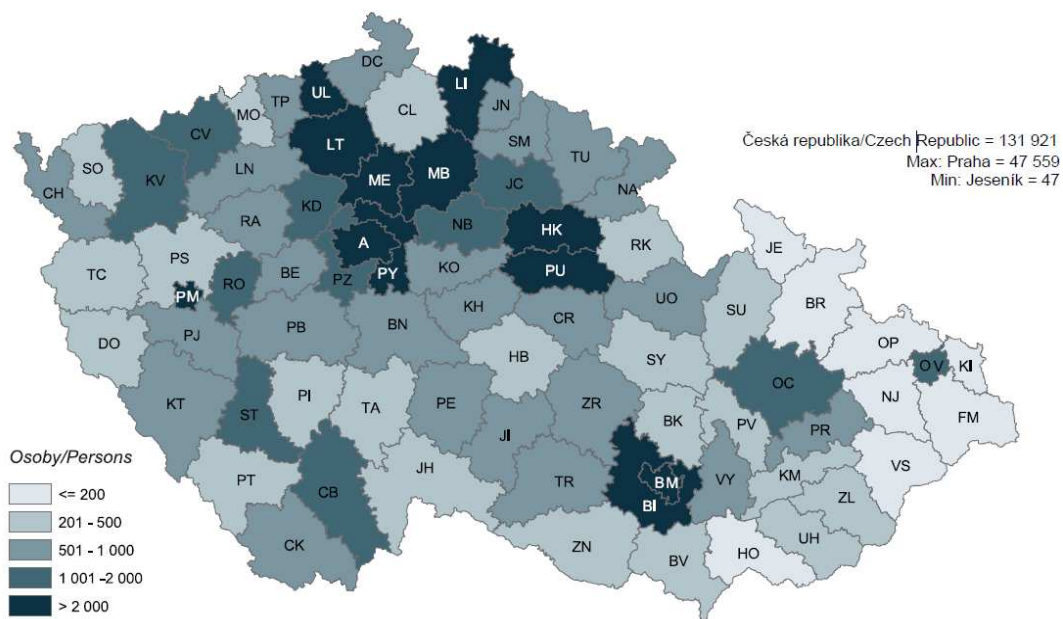 DC
UL
LI
TP
MO
CL
JN
CV
LT
SM
SO
LN
ME
MB
TU
KV
JC
NA
CH
KD
RA
NB
HK
A
RK
JE
PS
TC
BE
PZ
PY
KO
PU
RO
PM
BR
UO
SU
KH
PJ
PB
BN
CR
OP
DO
HB
SY
OV
KI
OC
KT
ST
PI
TA
PE
ZR
NJ
BK
PV
PR
FM
JI
JH
VS
PT
TR
BM
VY
KM
CB
BI
ZL
CK
ZN
BV
HO
UH
Česká republika/Czech Republic = 131 921
Max: Praha = 47 559
Min: Jeseník = 47
Osoby/Persons
<= 200
201 - 500
501 - 1 000
1 001 -2 000
> 2 000